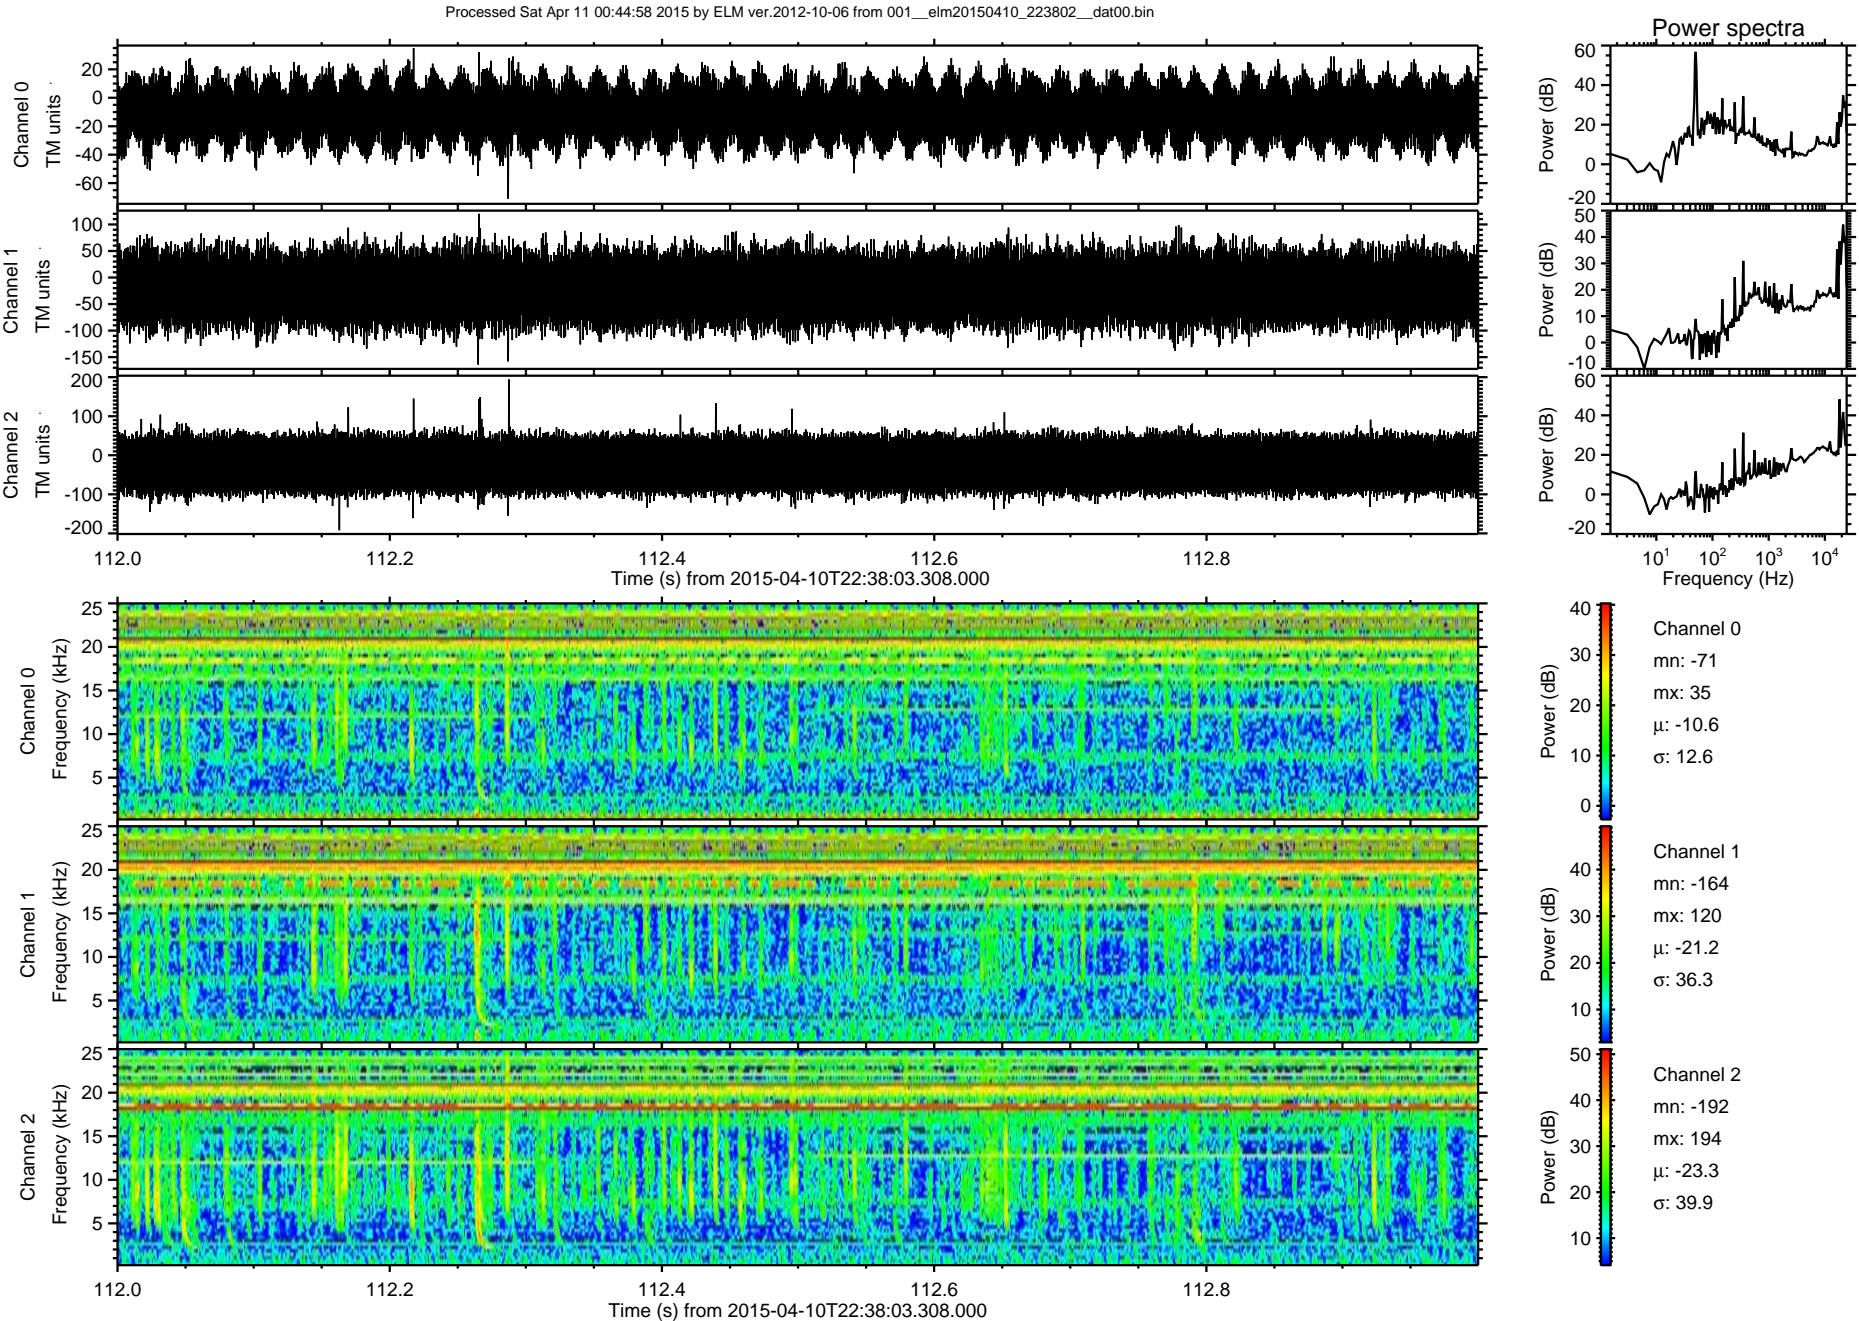 Processed Sat Apr 11 00:44:58 2015 by ELM ver.2012-10-06 from 001__elm20150410_223802__dat00.bin
Power spectra
Channel 0
TM units
20
0
-20
-40
-60
Power (dB)
60
40
20
0
-20
Channel 1
TM units
100
50
0
-50
-100
-150
Power (dB)
50
40
30
20
10
0
-10
Channel 2
TM units
200
100
0
-100
-200
Power (dB)
60
40
20
0
-20
112.0 112.2 112.4 112.6 112.8
Time (s) from 2015-04-10T22:38:03.308.000
10^1 10^2 10^3 10^4
Frequency (Hz)
Channel 0
Frequency (kHz)
25
20
15
10
5
Power (dB)
40
30
20
10
0
Channel 0
mn: -71
mx: 35
μ: -10.6
σ: 12.6
Channel 1
Frequency (kHz)
25
20
15
10
5
Power (dB)
40
30
20
10
Channel 1
mn: -164
mx: 120
μ: -21.2
σ: 36.3
Channel 2
Frequency (kHz)
25
20
15
10
5
Power (dB)
50
40
30
20
10
Channel 2
mn: -192
mx: 194
μ: -23.3
σ: 39.9
112.0 112.2 112.4 112.6 112.8
Time (s) from 2015-04-10T22:38:03.308.000